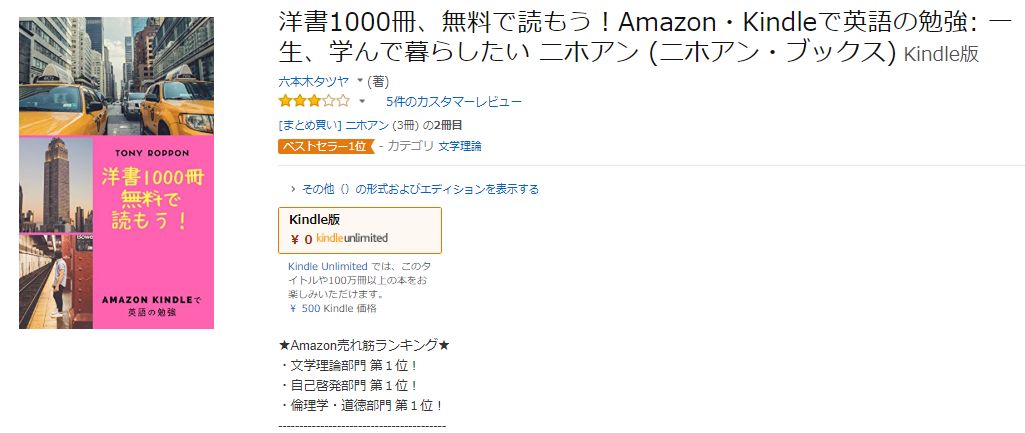 洋書1000冊、無料で読もう！Amazon・Kindleで英語の勉強: 一
生、学んで暮らしたい ニホアン (ニホアン・ブックス) Kindle版
六本木タツヤ (著)
5件のカスタマーレビュー
[まとめ買い] ニホアン (3冊) の2冊目
ベストセラー1位 - カテゴリ 文学理論
その他（）の形式およびエディションを表示する
Kindle版
￥ 0 kindleunlimited
Kindle Unlimited では、このタ
イトルや100万冊以上の本をお
楽しみいただけます。
￥ 500 Kindle 価格
★Amazon売れ筋ランキング★
・文学理論部門 第１位！
・自己啓発部門 第１位！
・倫理学・道徳部門 第１位！
----------------------------------------
TONY ROPPON
洋書1000冊
無料で
読もう！
AMAZON KINDLEで
英語の勉強